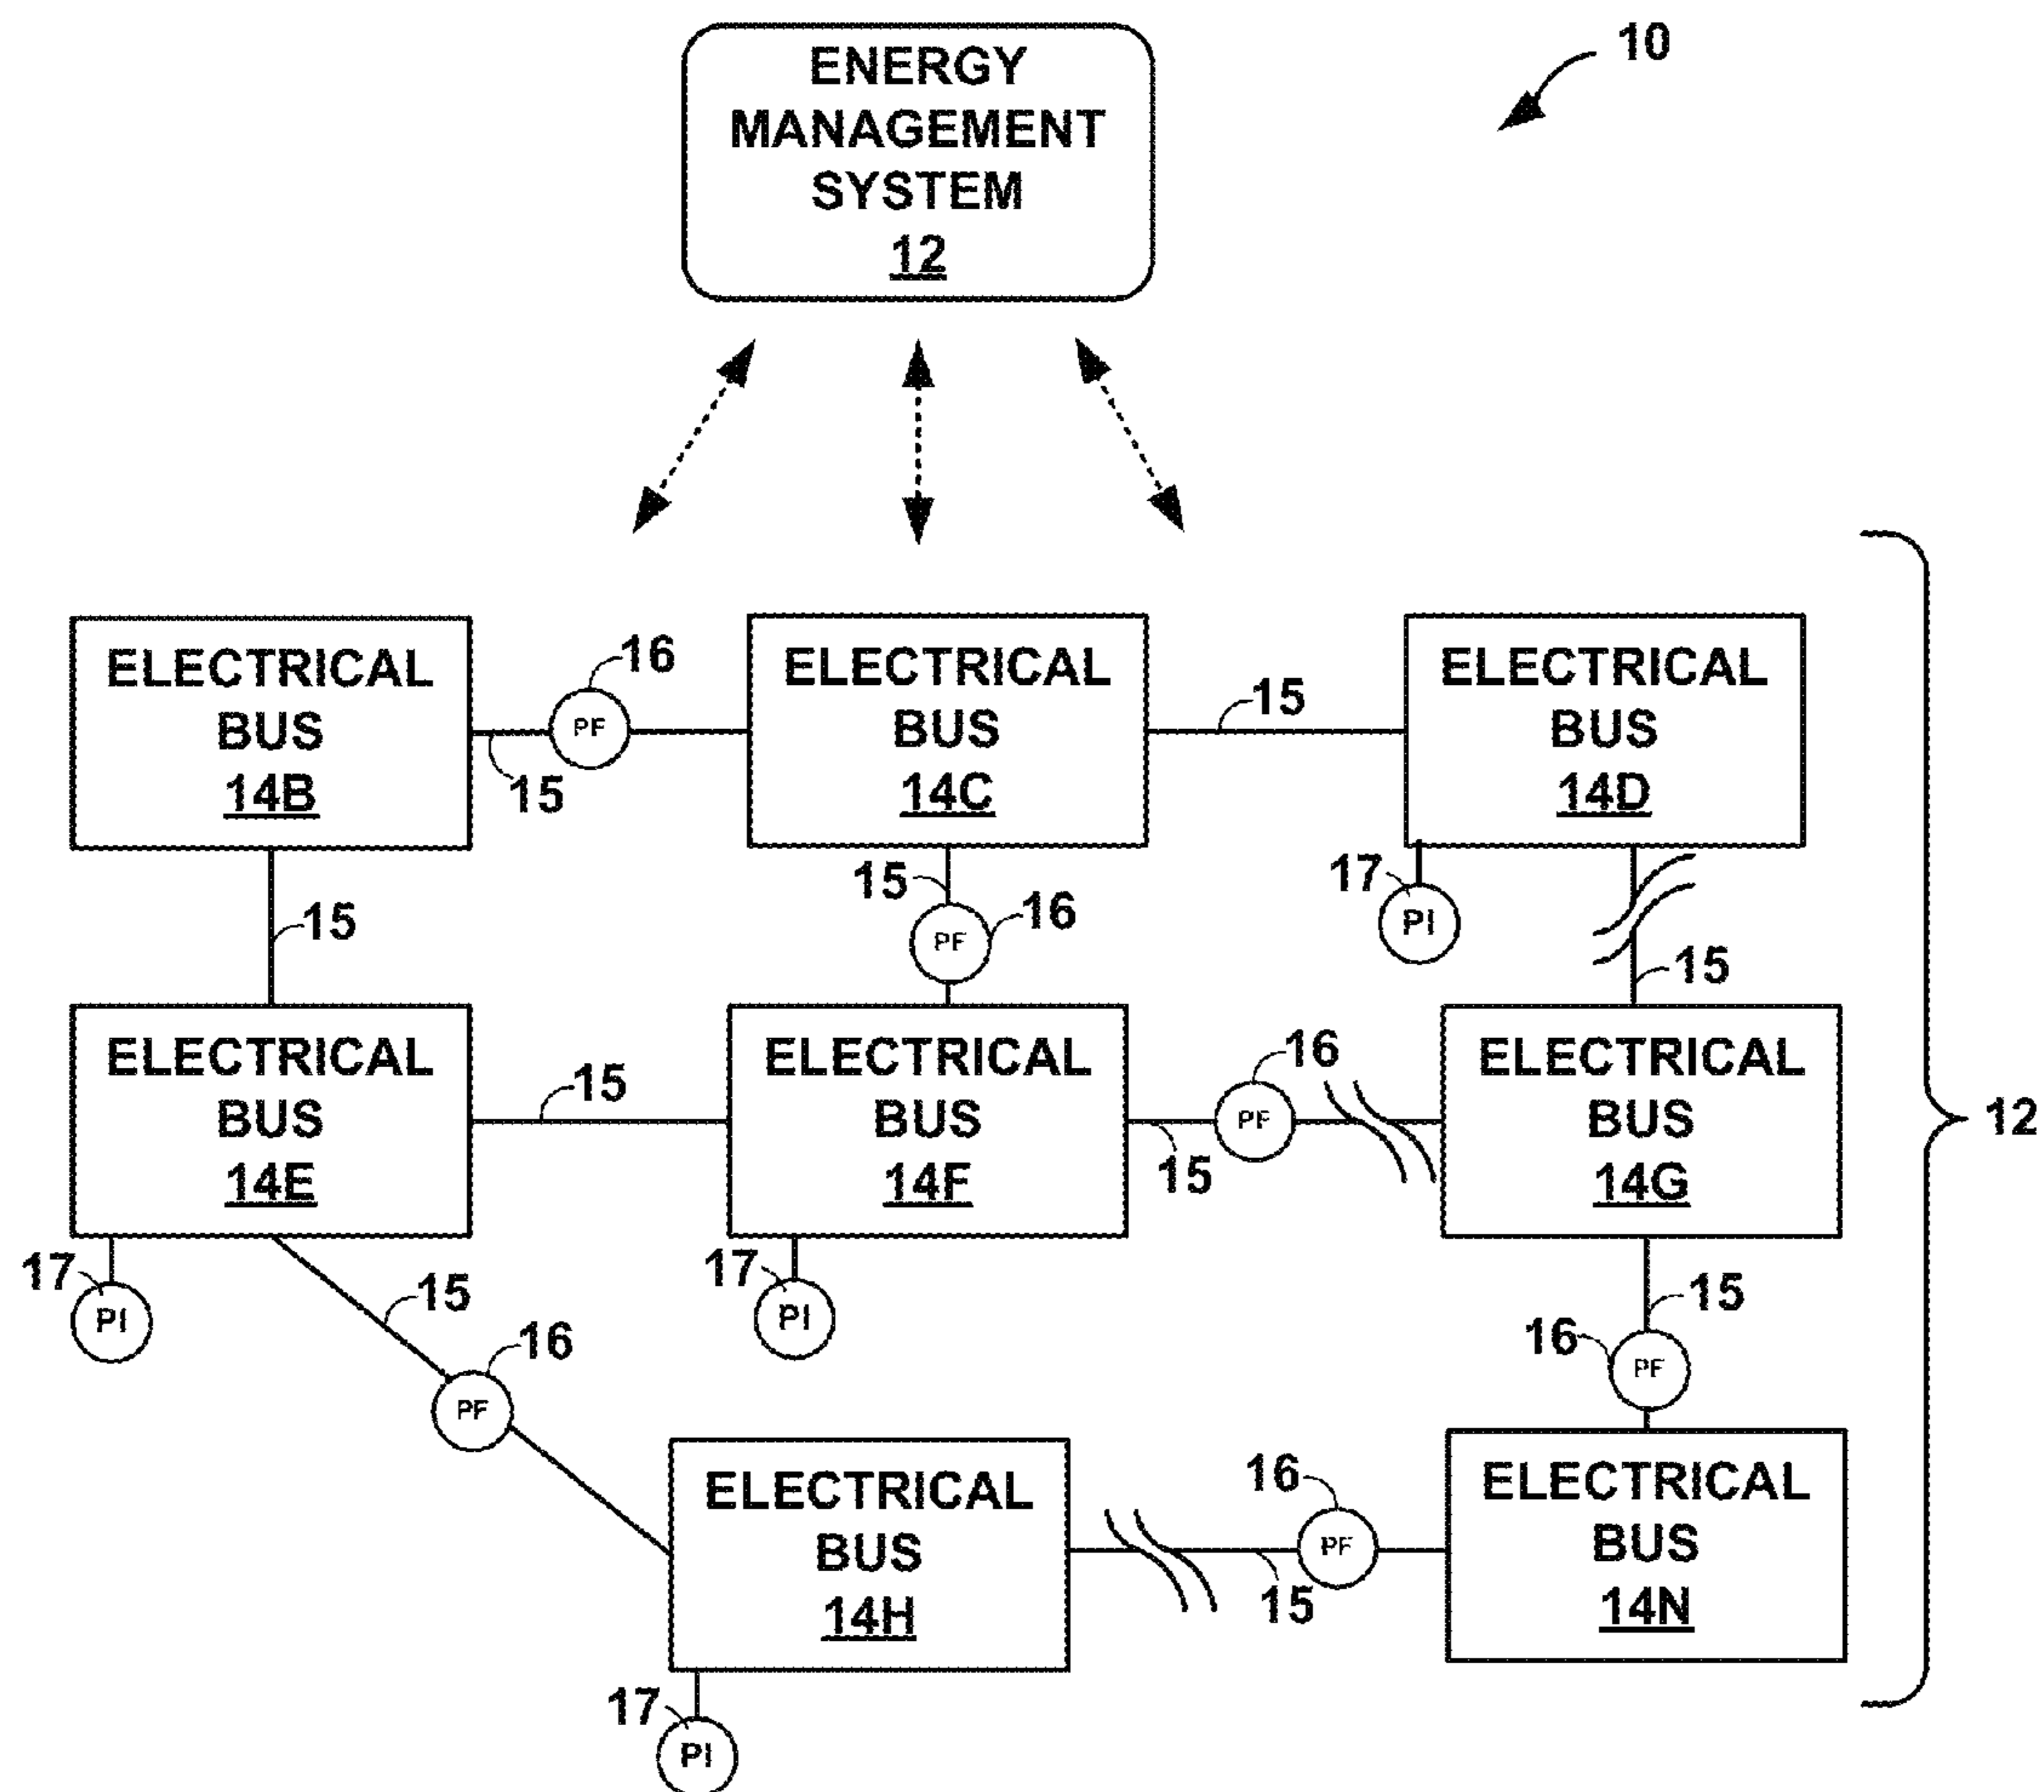 10
ENERGY
MANAGEMENT
SYSTEM
12
ELECTRICAL
BUS
14B
15
PF
16
ELECTRICAL
BUS
14C
15
ELECTRICAL
BUS
14D
15
15
PF
16
17
PI
15
12
ELECTRICAL
BUS
14E
15
ELECTRICAL
BUS
14F
15
PF
16
ELECTRICAL
BUS
14G
17
PI
15
PF
16
17
PI
15
16
PF
ELECTRICAL
BUS
14H
15
16
PF
ELECTRICAL
BUS
14N
17
PI